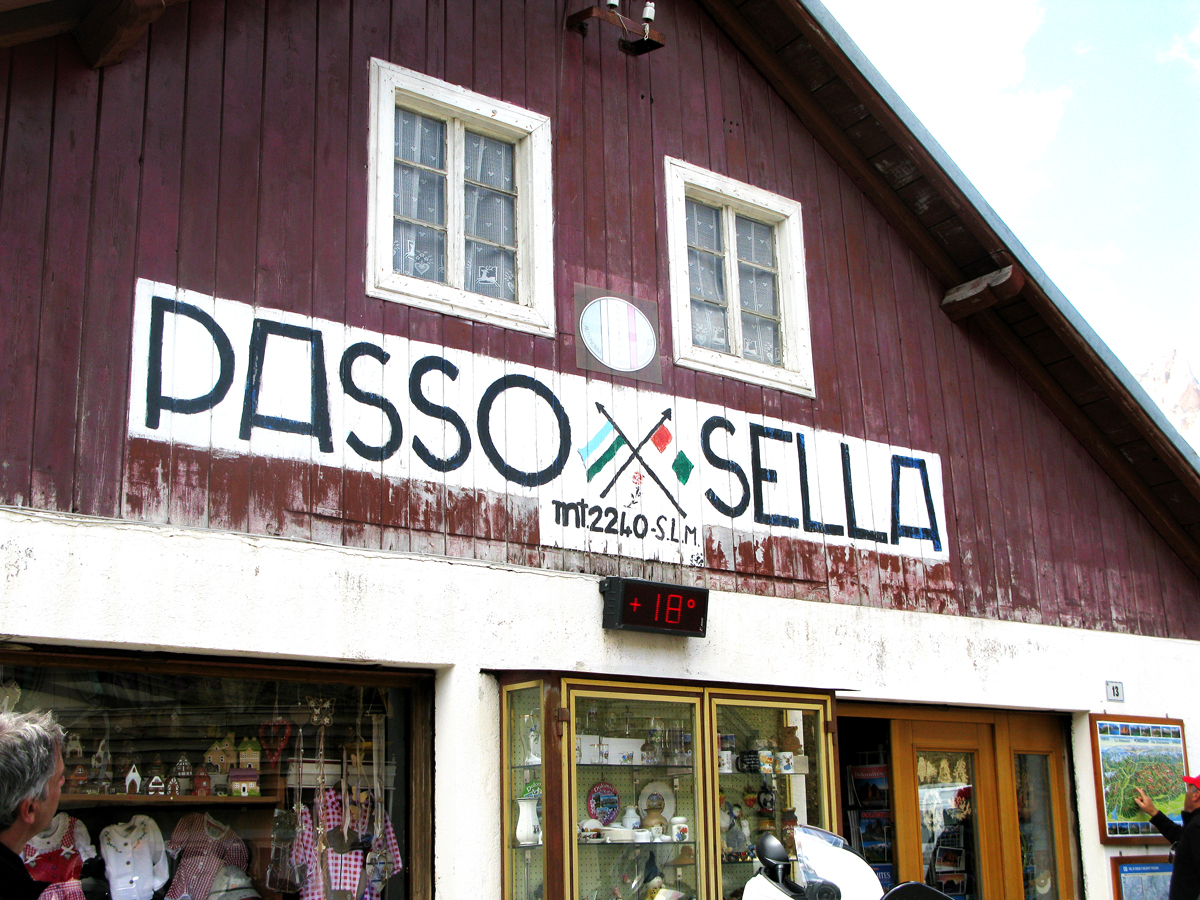 PASSO SELLA
mt.2240-S.L.M.
+18°
13